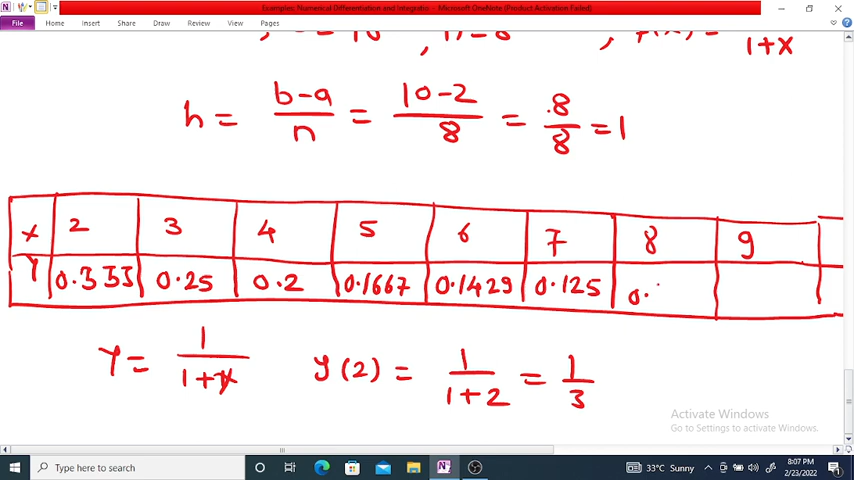 Examples: Numerical Differentiation and Integratin - Microsoft OneNote (Product Activation Failed)
File Home Insert Share Draw Review View Pages
1+x
h = b-a/n = 10-2/8 = 8/8 = 1
x 2 3 4 5 6 7 8 9
Y 0.333 0.25 0.2 0.1667 0.1429 0.125 0.
Y = 1/1+x y(2) = 1/1+2 = 1/3
Activate Windows
Go to Settings to activate Windows.
Type here to search
33°C Sunny
8:07 PM
2/23/2022